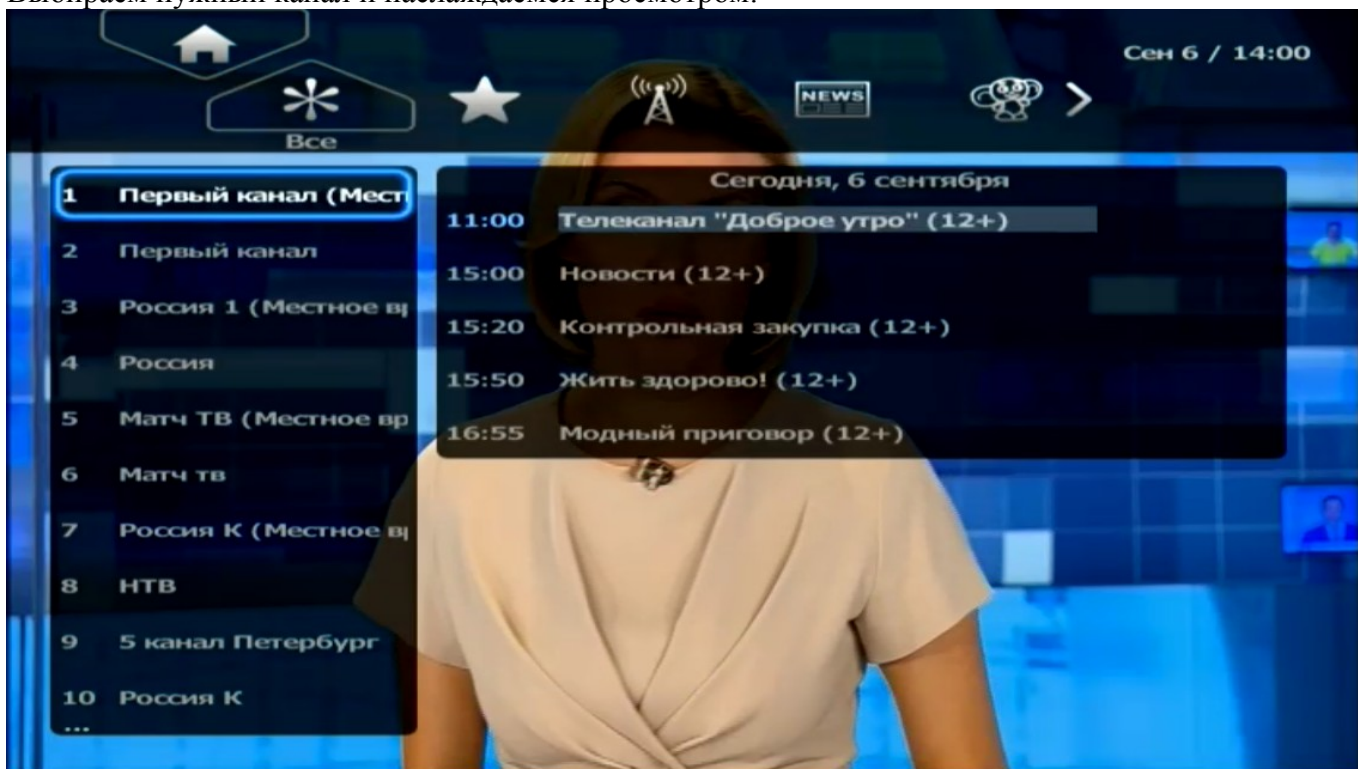 Выбираем нужный канал и наслаждаемся просмотром.
Сен 6 / 14:00
NEWS
Все
1 Первый канал (Мест
2 Первый канал
3 Россия 1 (Местное в
4 Россия
5 Матч ТВ (Местное вр
6 Матч тв
7 Россия К (Местное в
8 НТВ
9 5 канал Петербург
10 Россия К
...
Сегодня, 6 сентября
11:00 Телеканал "Доброе утро" (12+)
15:00 Новости (12+)
15:20 Контрольная закупка (12+)
15:50 Жить здорово! (12+)
16:55 Модный приговор (12+)